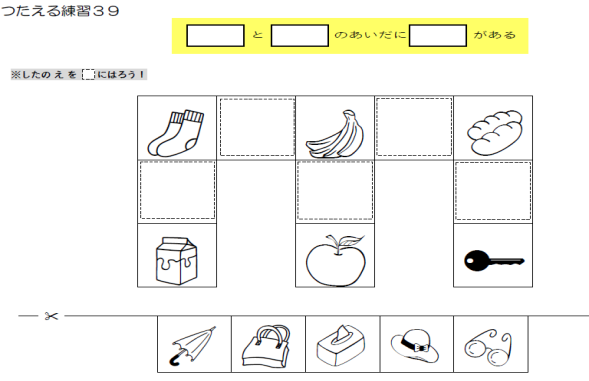 つたえる練習39
と のあいだに がある
※したの え を にはろう！